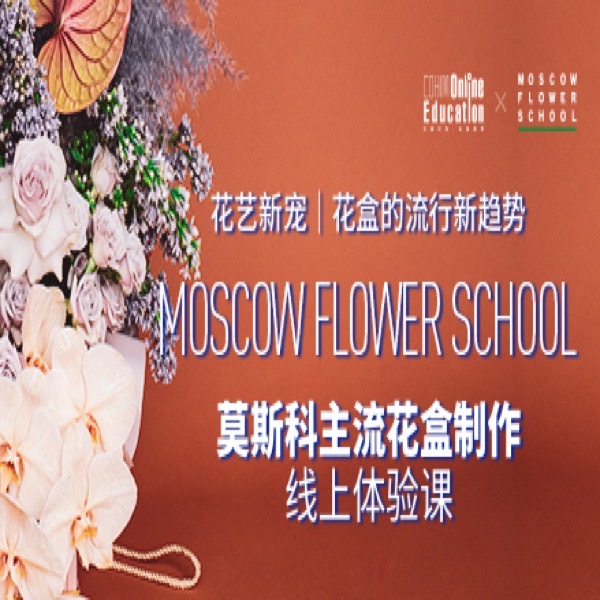 COHIM Online
Education
×
MOSCOW
FLOWER
SCHOOL
花艺新宠｜花盒的流行新趋势
MOSCOW FLOWER SCHOOL
莫斯科主流花盒制作
线上体验课